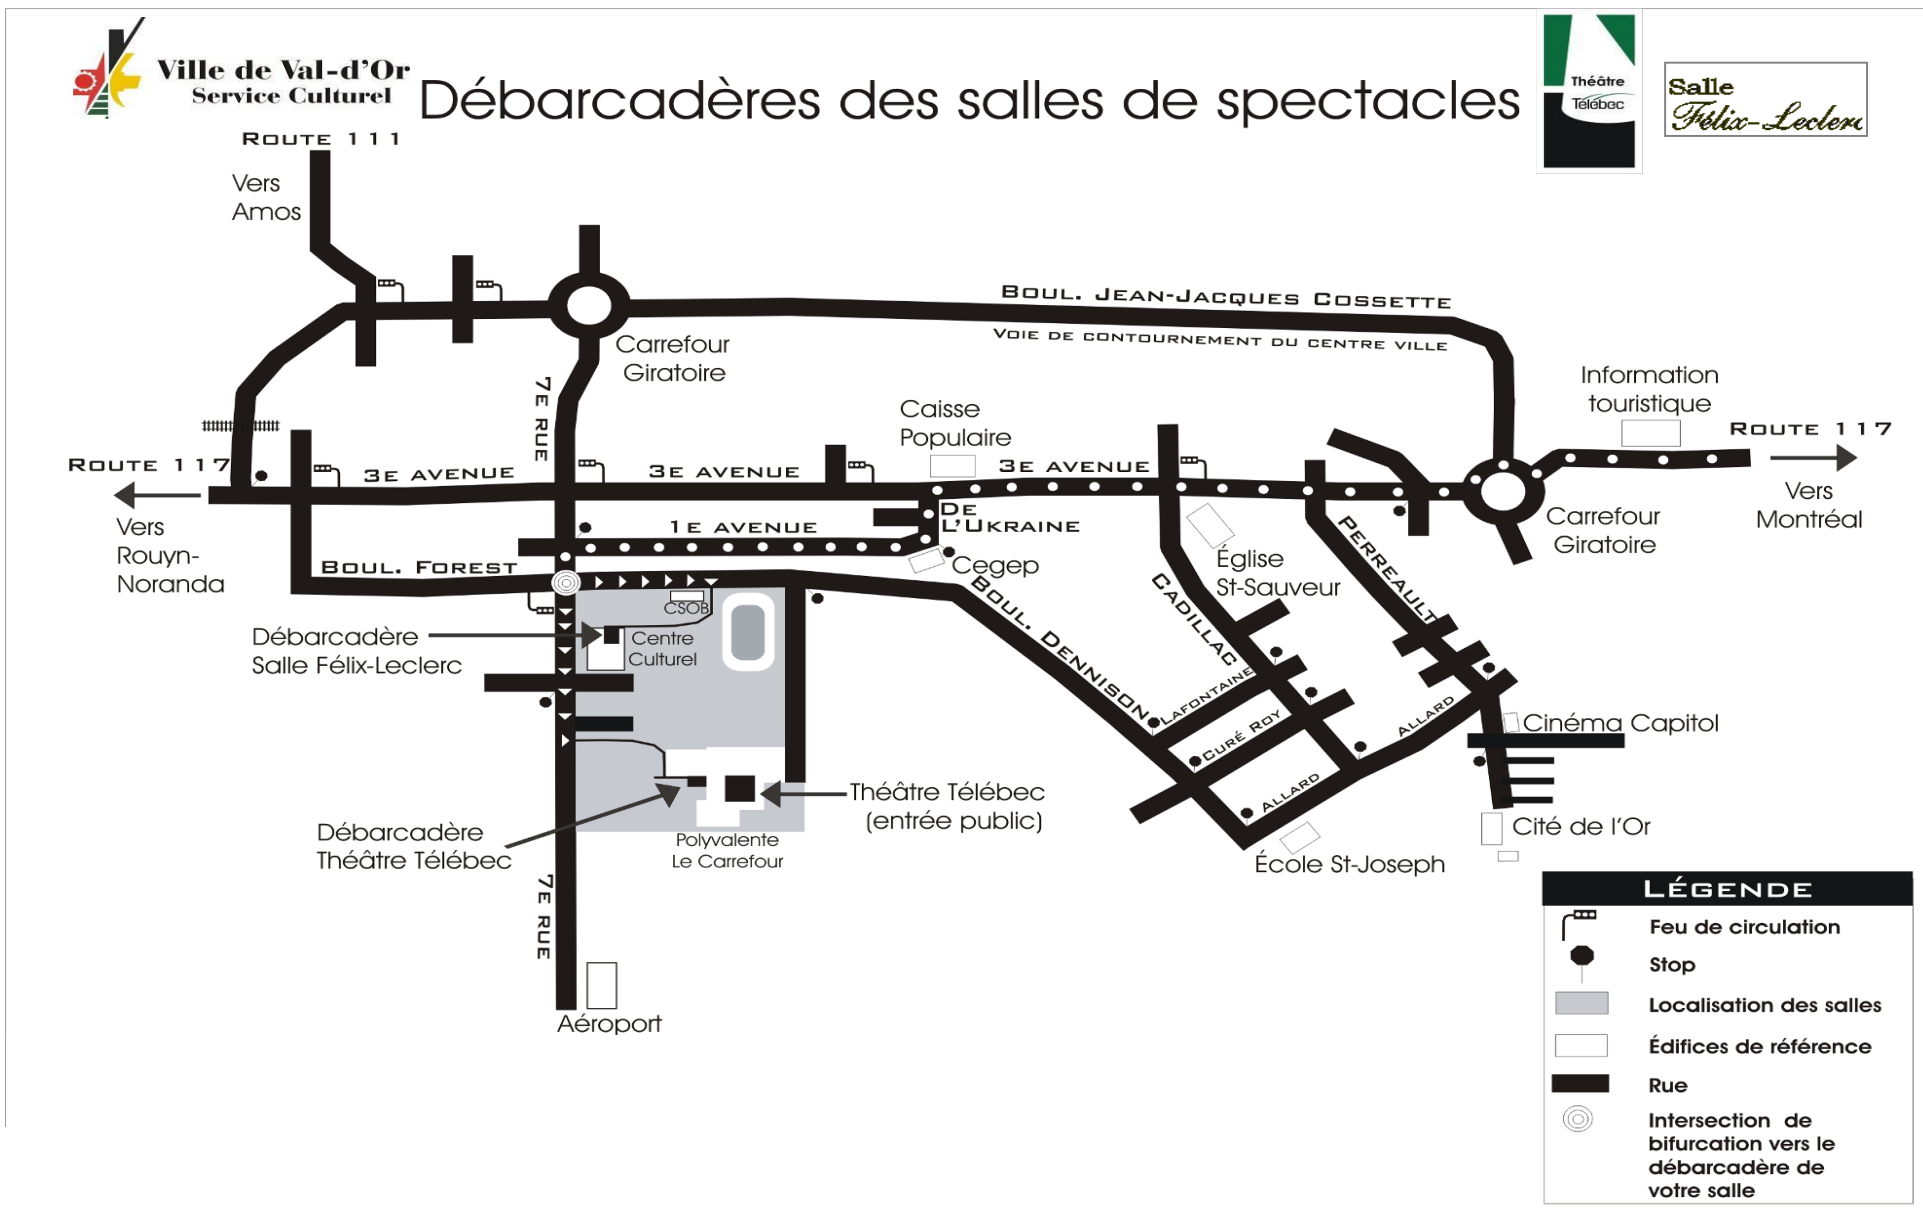 Ville de Val-d'Or
Service Culturel
Débarcadères des salles de spectacles
Théâtre
Télébec
Salle
Félix-Leclerc
Route 111
Vers
Amos
Boul. Jean-Jacques Cossette
Voie de contournement du centre ville
Carrefour
Giratoire
7e rue
Information
touristique
Route 117
Vers
Montréal
Caisse
Populaire
Route 117
3e avenue
3e avenue
3e avenue
Vers
Rouyn-
Noranda
1e avenue
De
l'Ukraine
Carrefour
Giratoire
Perreault
Église
St-Sauveur
Cegep
Boul. Forest
Boul. Dennison
Cadillac
CSOB
Débarcadère
Salle Félix-Leclerc
Centre
Culturel
Lafontaine
Curé Roy
Allard
Allard
Cinéma Capitol
Théâtre Télébec
(entrée public)
Débarcadère
Théâtre Télébec
Polyvalente
Le Carrefour
École St-Joseph
Cité de l'Or
7e rue
Aéroport
Légende
Feu de circulation
Stop
Localisation des salles
Édifices de référence
Rue
Intersection de
bifurcation vers le
débarcadère de
votre salle